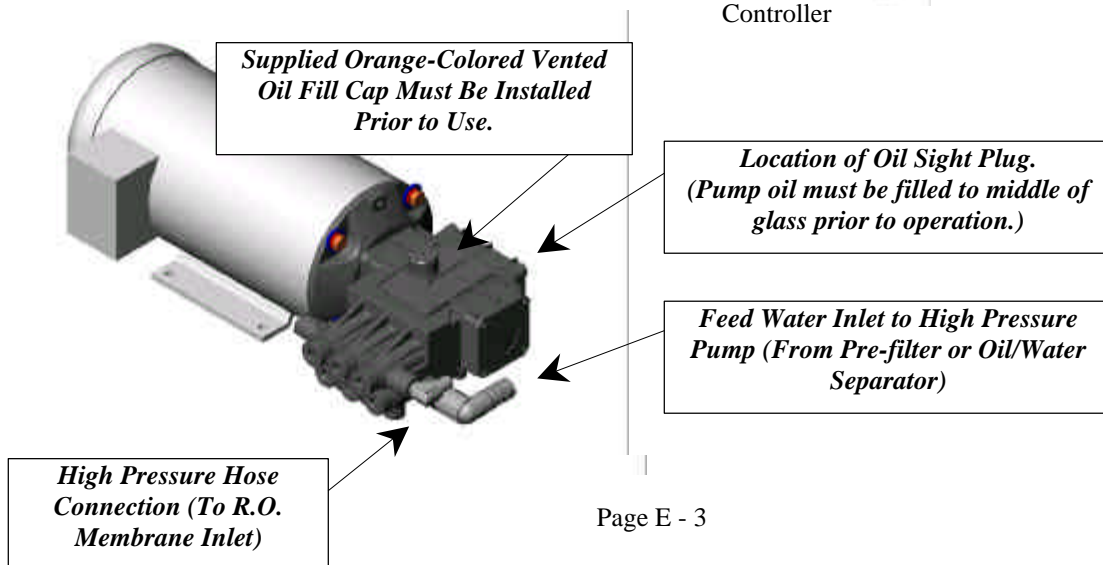 Controller
Supplied Orange-Colored Vented
Oil Fill Cap Must Be Installed
Prior to Use.
Location of Oil Sight Plug.
(Pump oil must be filled to middle of
glass prior to operation.)
Feed Water Inlet to High Pressure
Pump (From Pre-filter or Oil/Water
Separator)
High Pressure Hose
Connection (To R.O.
Membrane Inlet)
Page E - 3